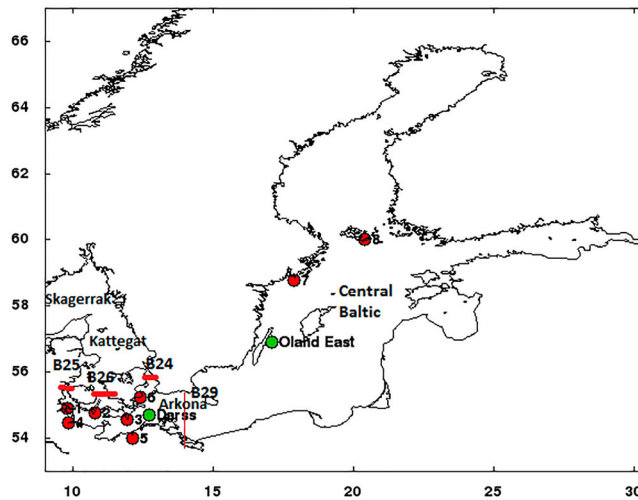 66
64
62
60
58
56
54
10
15
20
25
30
Skagerrak
Kattegat
Central
Baltic
Oland East
B25
B26
B24
B29
Arkona
Darss
1
2
3
4
5
6
7
8